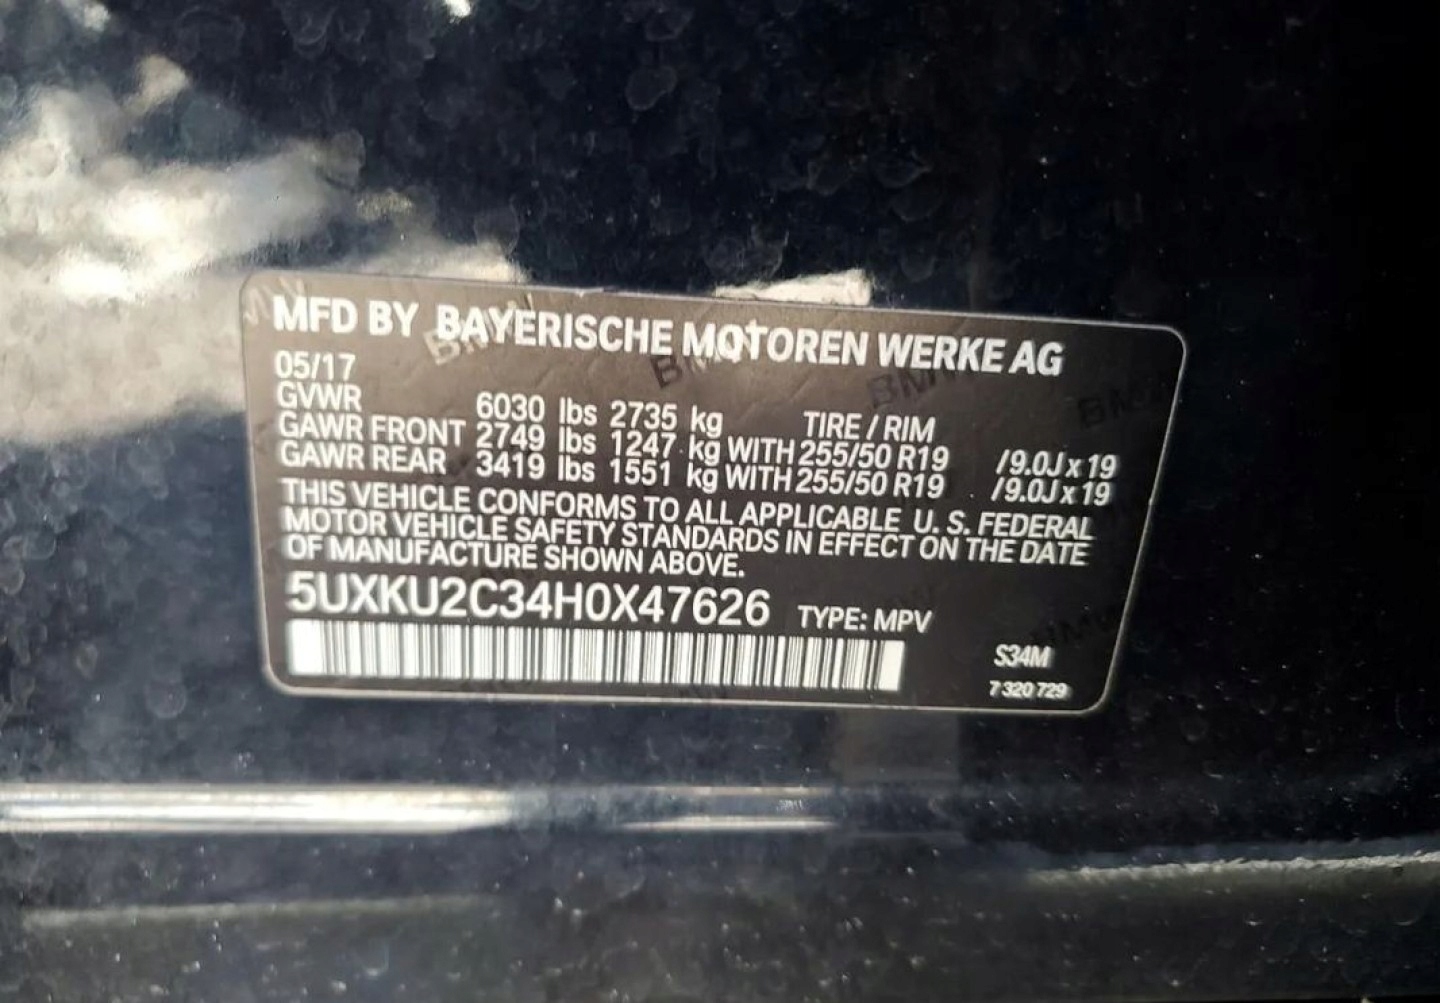 MFD BY BAYERISCHE MOTOREN WERKE AG
05/17
GVWR 6030 lbs 2735 kg TIRE / RIM
GAWR FRONT 2749 lbs 1247 kg WITH 255/50 R19 /9.0J x 19
GAWR REAR 3419 lbs 1551 kg WITH 255/50 R19 /9.0J x 19
THIS VEHICLE CONFORMS TO ALL APPLICABLE U. S. FEDERAL
MOTOR VEHICLE SAFETY STANDARDS IN EFFECT ON THE DATE
OF MANUFACTURE SHOWN ABOVE.
5UXKU2C34H0X47626 TYPE: MPV
S34M
7 320 729